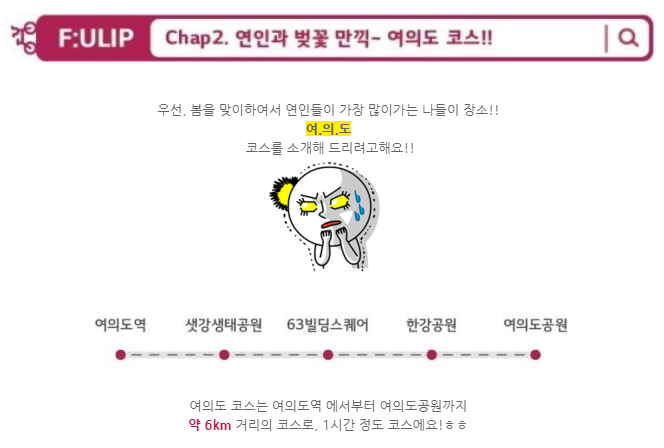 F:ULIP
Chap2. 연인과 벚꽃 만끽~ 여의도 코스!!
우선, 봄을 맞이하여서 연인들이 가장 많이가는 나들이 장소!!
여.의.도
코스를 소개해 드리려고해요!!
여의도역 샛강생태공원 63빌딩스퀘어 한강공원 여의도공원
여의도 코스는 여의도역 에서부터 여의도공원까지
약 6km 거리의 코스로, 1시간 정도 코스에요!ㅎㅎ